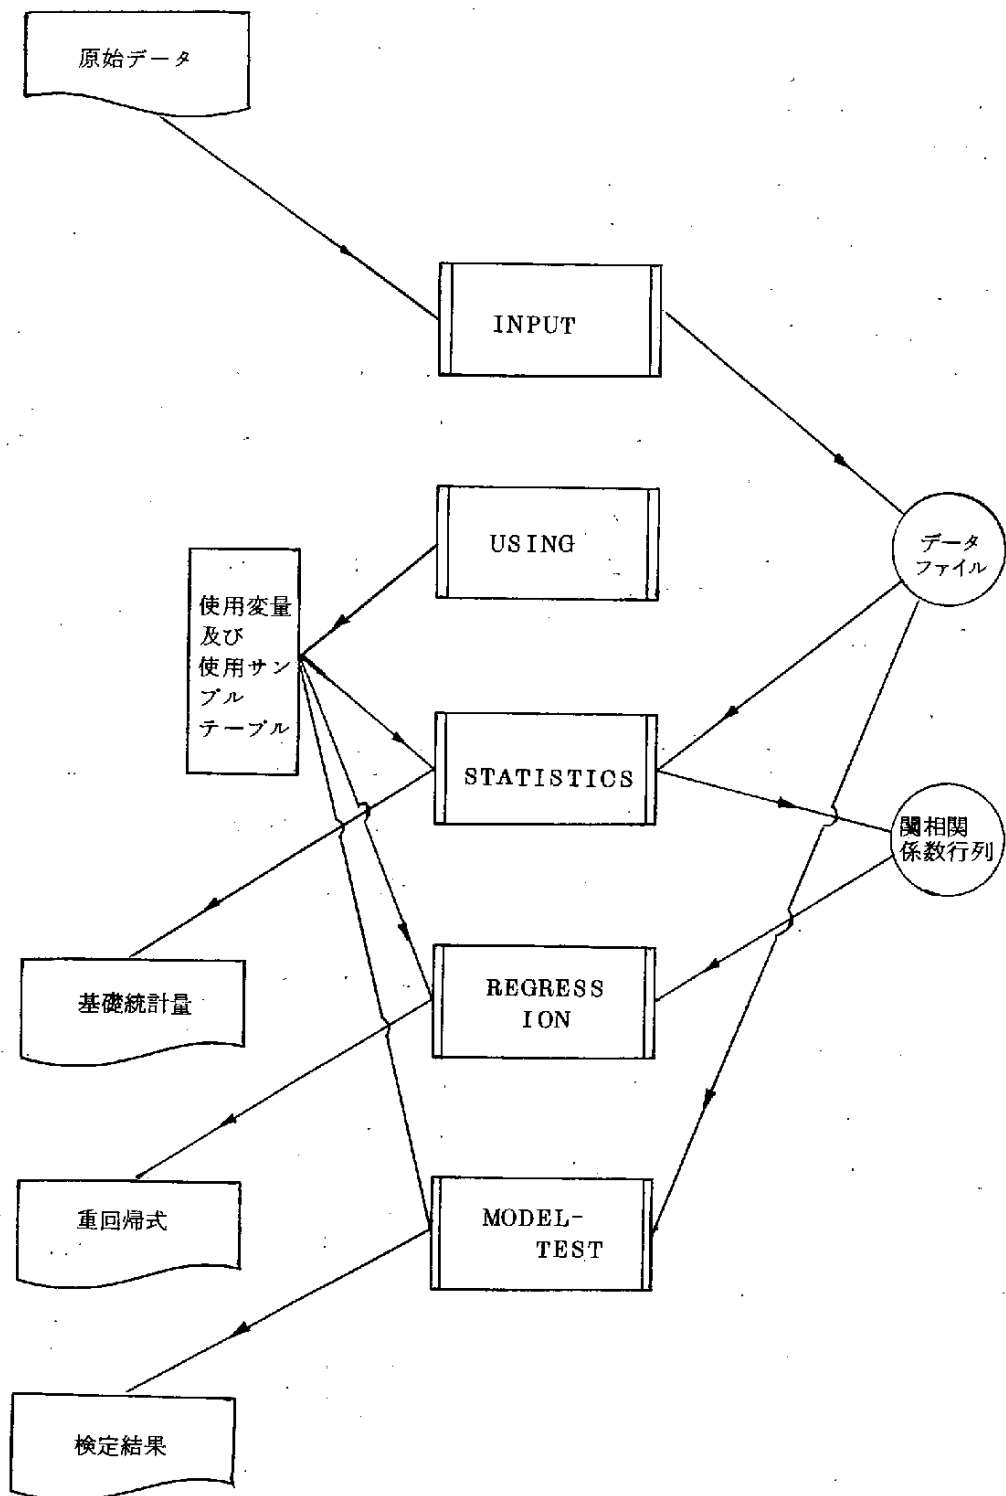 原始データ
INPUT
USING
データ
ファイル
使用変量
及び
使用サン
プル
テーブル
STATISTICS
関相関
係数行列
基礎統計量
REGRESS
ION
重回帰式
MODEL-
TEST
検定結果